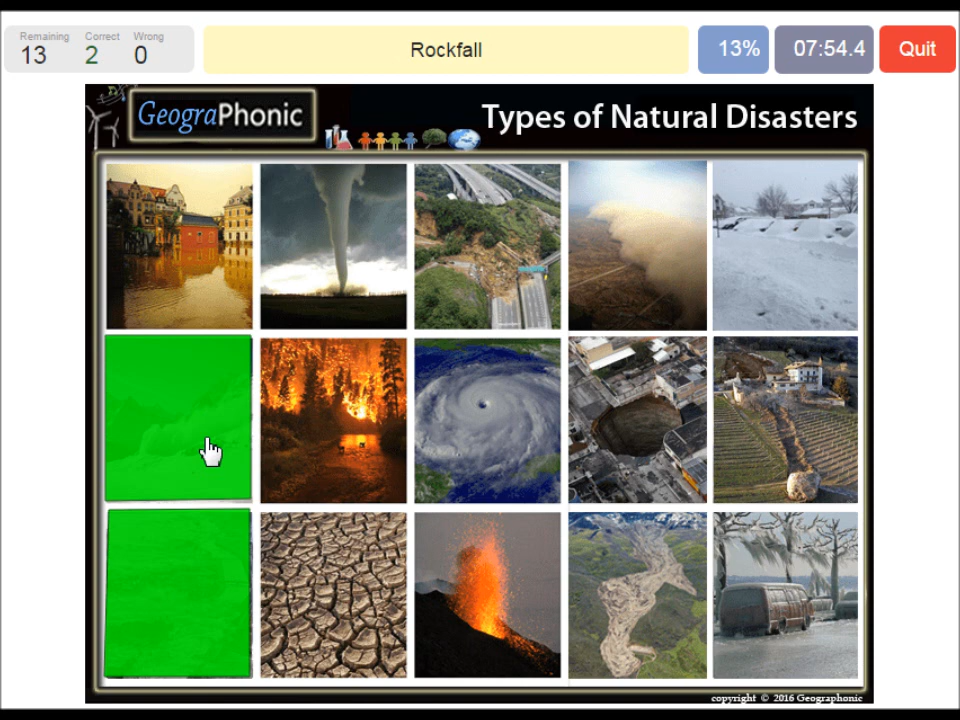 Remaining Correct Wrong
13 2 0
Rockfall
13%
07:54.4
Quit
GeograPhonic
Types of Natural Disasters
copyright © 2016 Geographonic